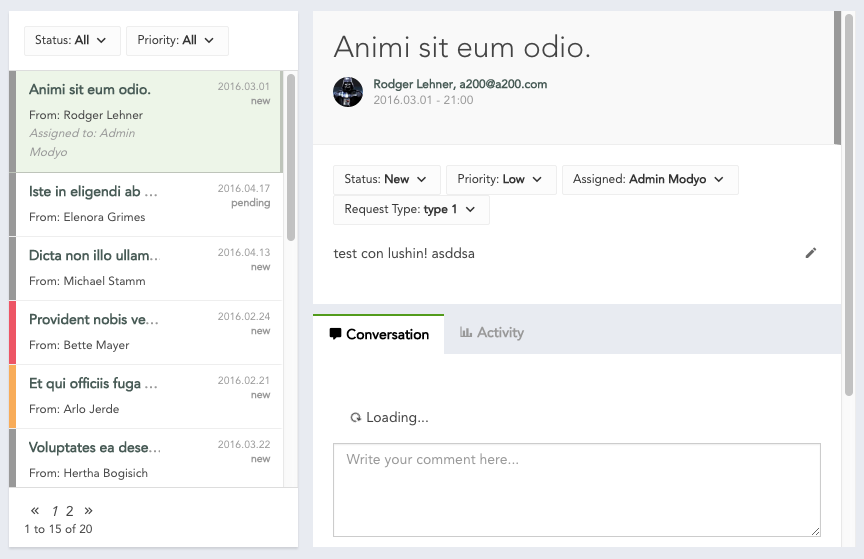 Status: All Priority: All
Animi sit eum odio. 2016.03.01
new
From: Rodger Lehner
Assigned to: Admin
Modyo
Iste in eligendi ab ... 2016.04.17
pending
From: Elenora Grimes
Dicta non illo ullam... 2016.04.13
new
From: Michael Stamm
Provident nobis ve... 2016.02.24
new
From: Bette Mayer
Et qui officiis fuga ... 2016.02.21
new
From: Arlo Jerde
Voluptates ea dese... 2016.03.22
new
From: Hertha Bogisich
« 1 2 »
1 to 15 of 20
Animi sit eum odio.
Rodger Lehner, a200@a200.com
2016.03.01 - 21:00
Status: New Priority: Low Assigned: Admin Modyo
Request Type: type 1
test con lushin! asddsa
Conversation Activity
Loading...
Write your comment here...